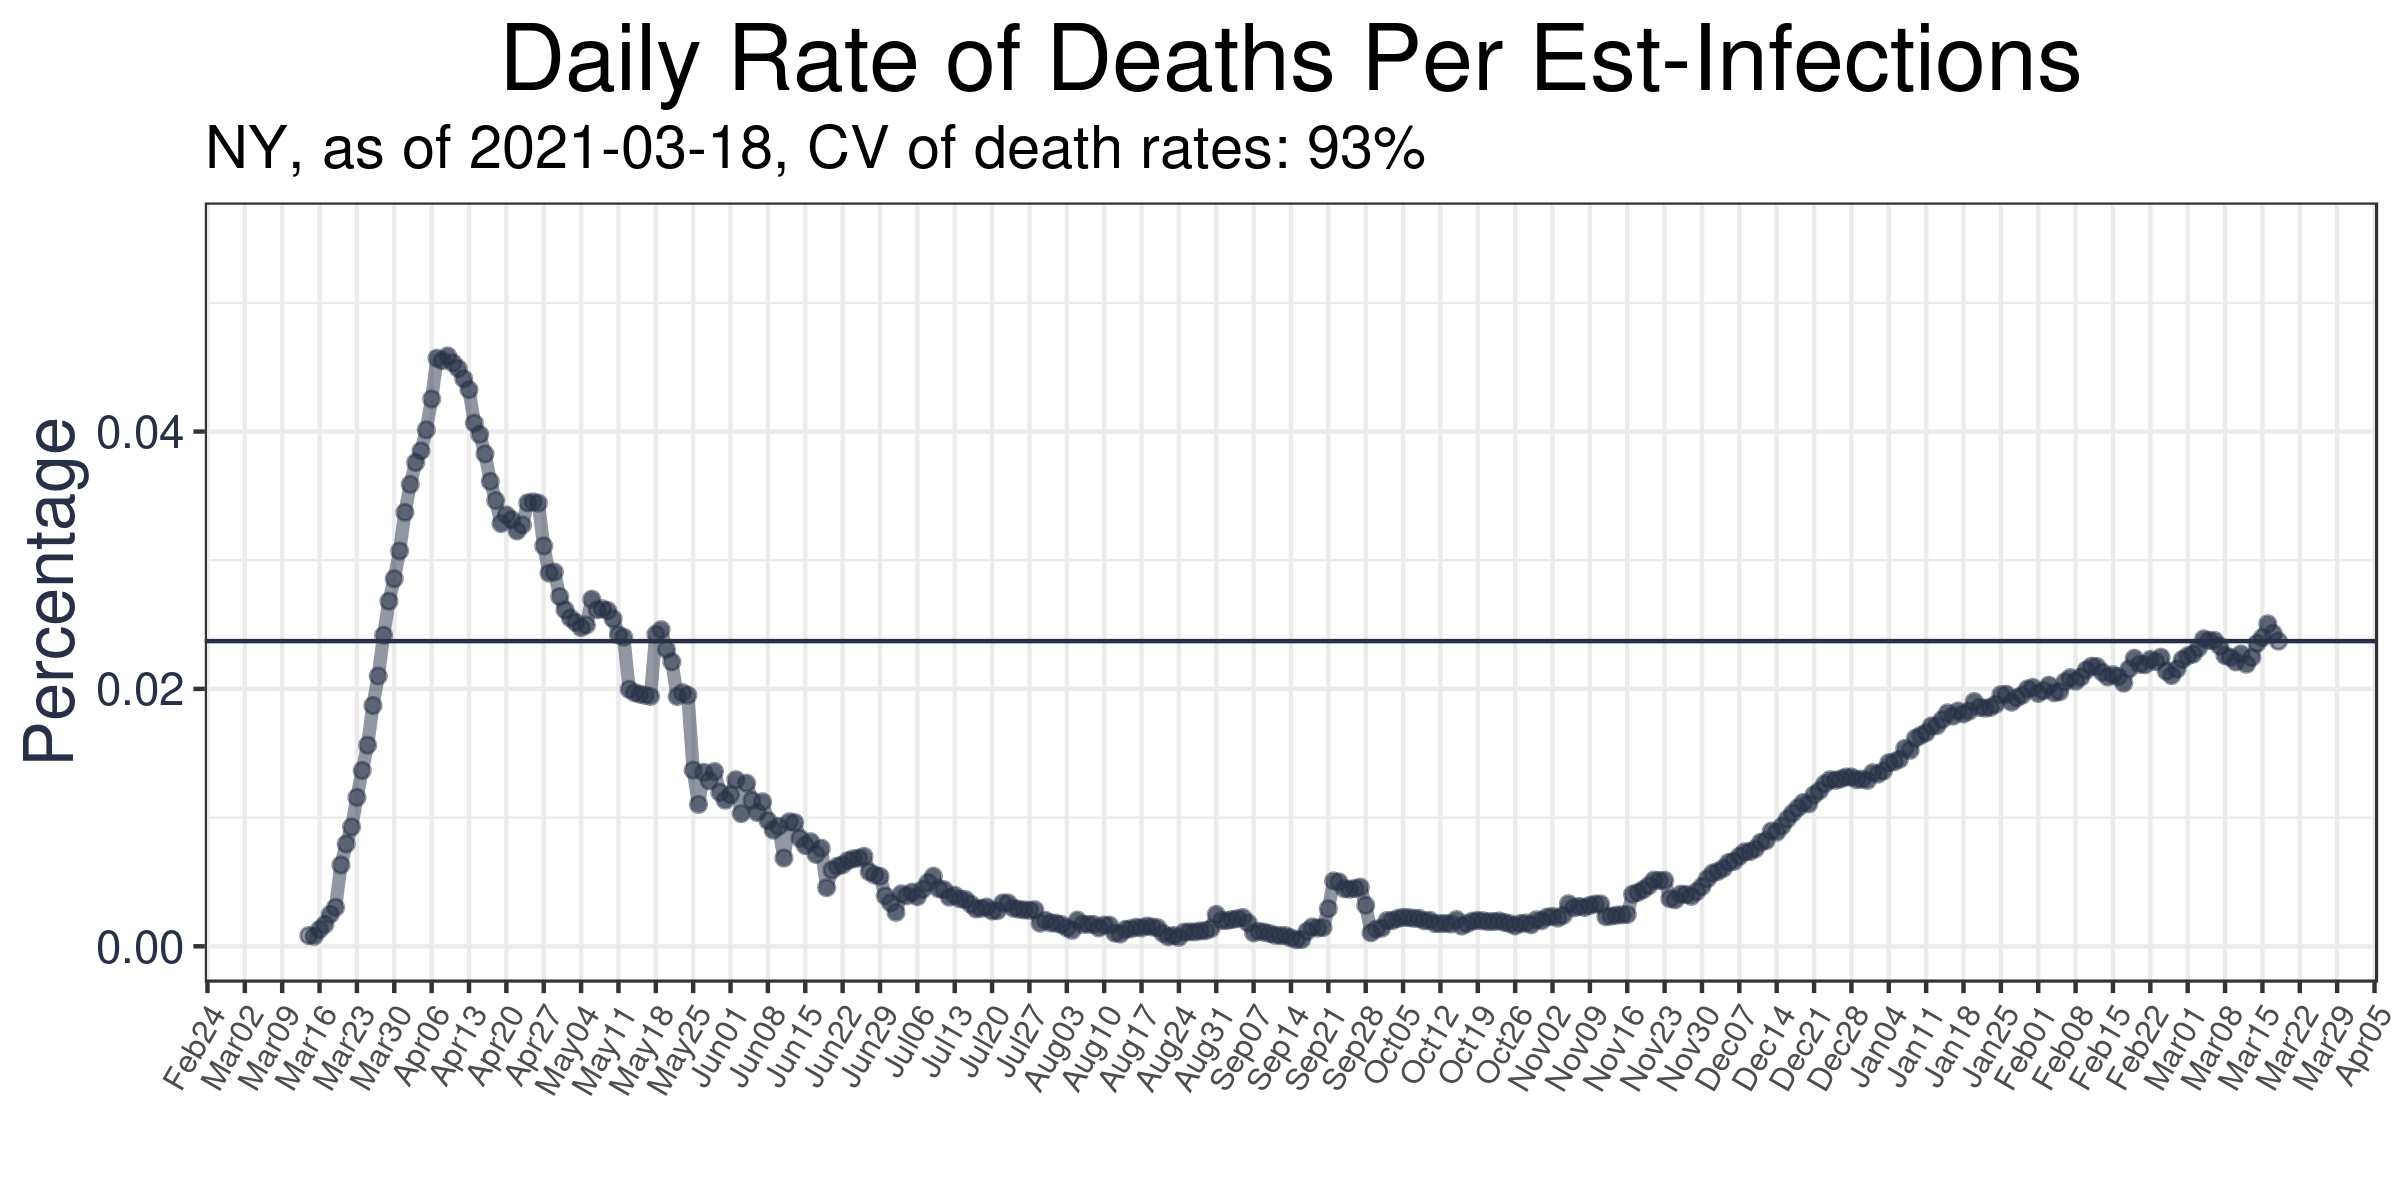 Daily Rate of Deaths Per Est-Infections
NY, as of 2021-03-18, CV of death rates: 93%
Percentage
0.04
0.02
0.00
Feb24
Mar02
Mar09
Mar16
Mar23
Mar30
Apr06
Apr13
Apr20
Apr27
May04
May11
May18
May25
Jun01
Jun08
Jun15
Jun22
Jun29
Jul06
Jul13
Jul20
Jul27
Aug03
Aug10
Aug17
Aug24
Aug31
Sep07
Sep14
Sep21
Sep28
Oct05
Oct12
Oct19
Oct26
Nov02
Nov09
Nov16
Nov23
Nov30
Dec07
Dec14
Dec21
Dec28
Jan04
Jan11
Jan18
Jan25
Feb01
Feb08
Feb15
Feb22
Mar01
Mar08
Mar15
Mar22
Mar29
Apr05